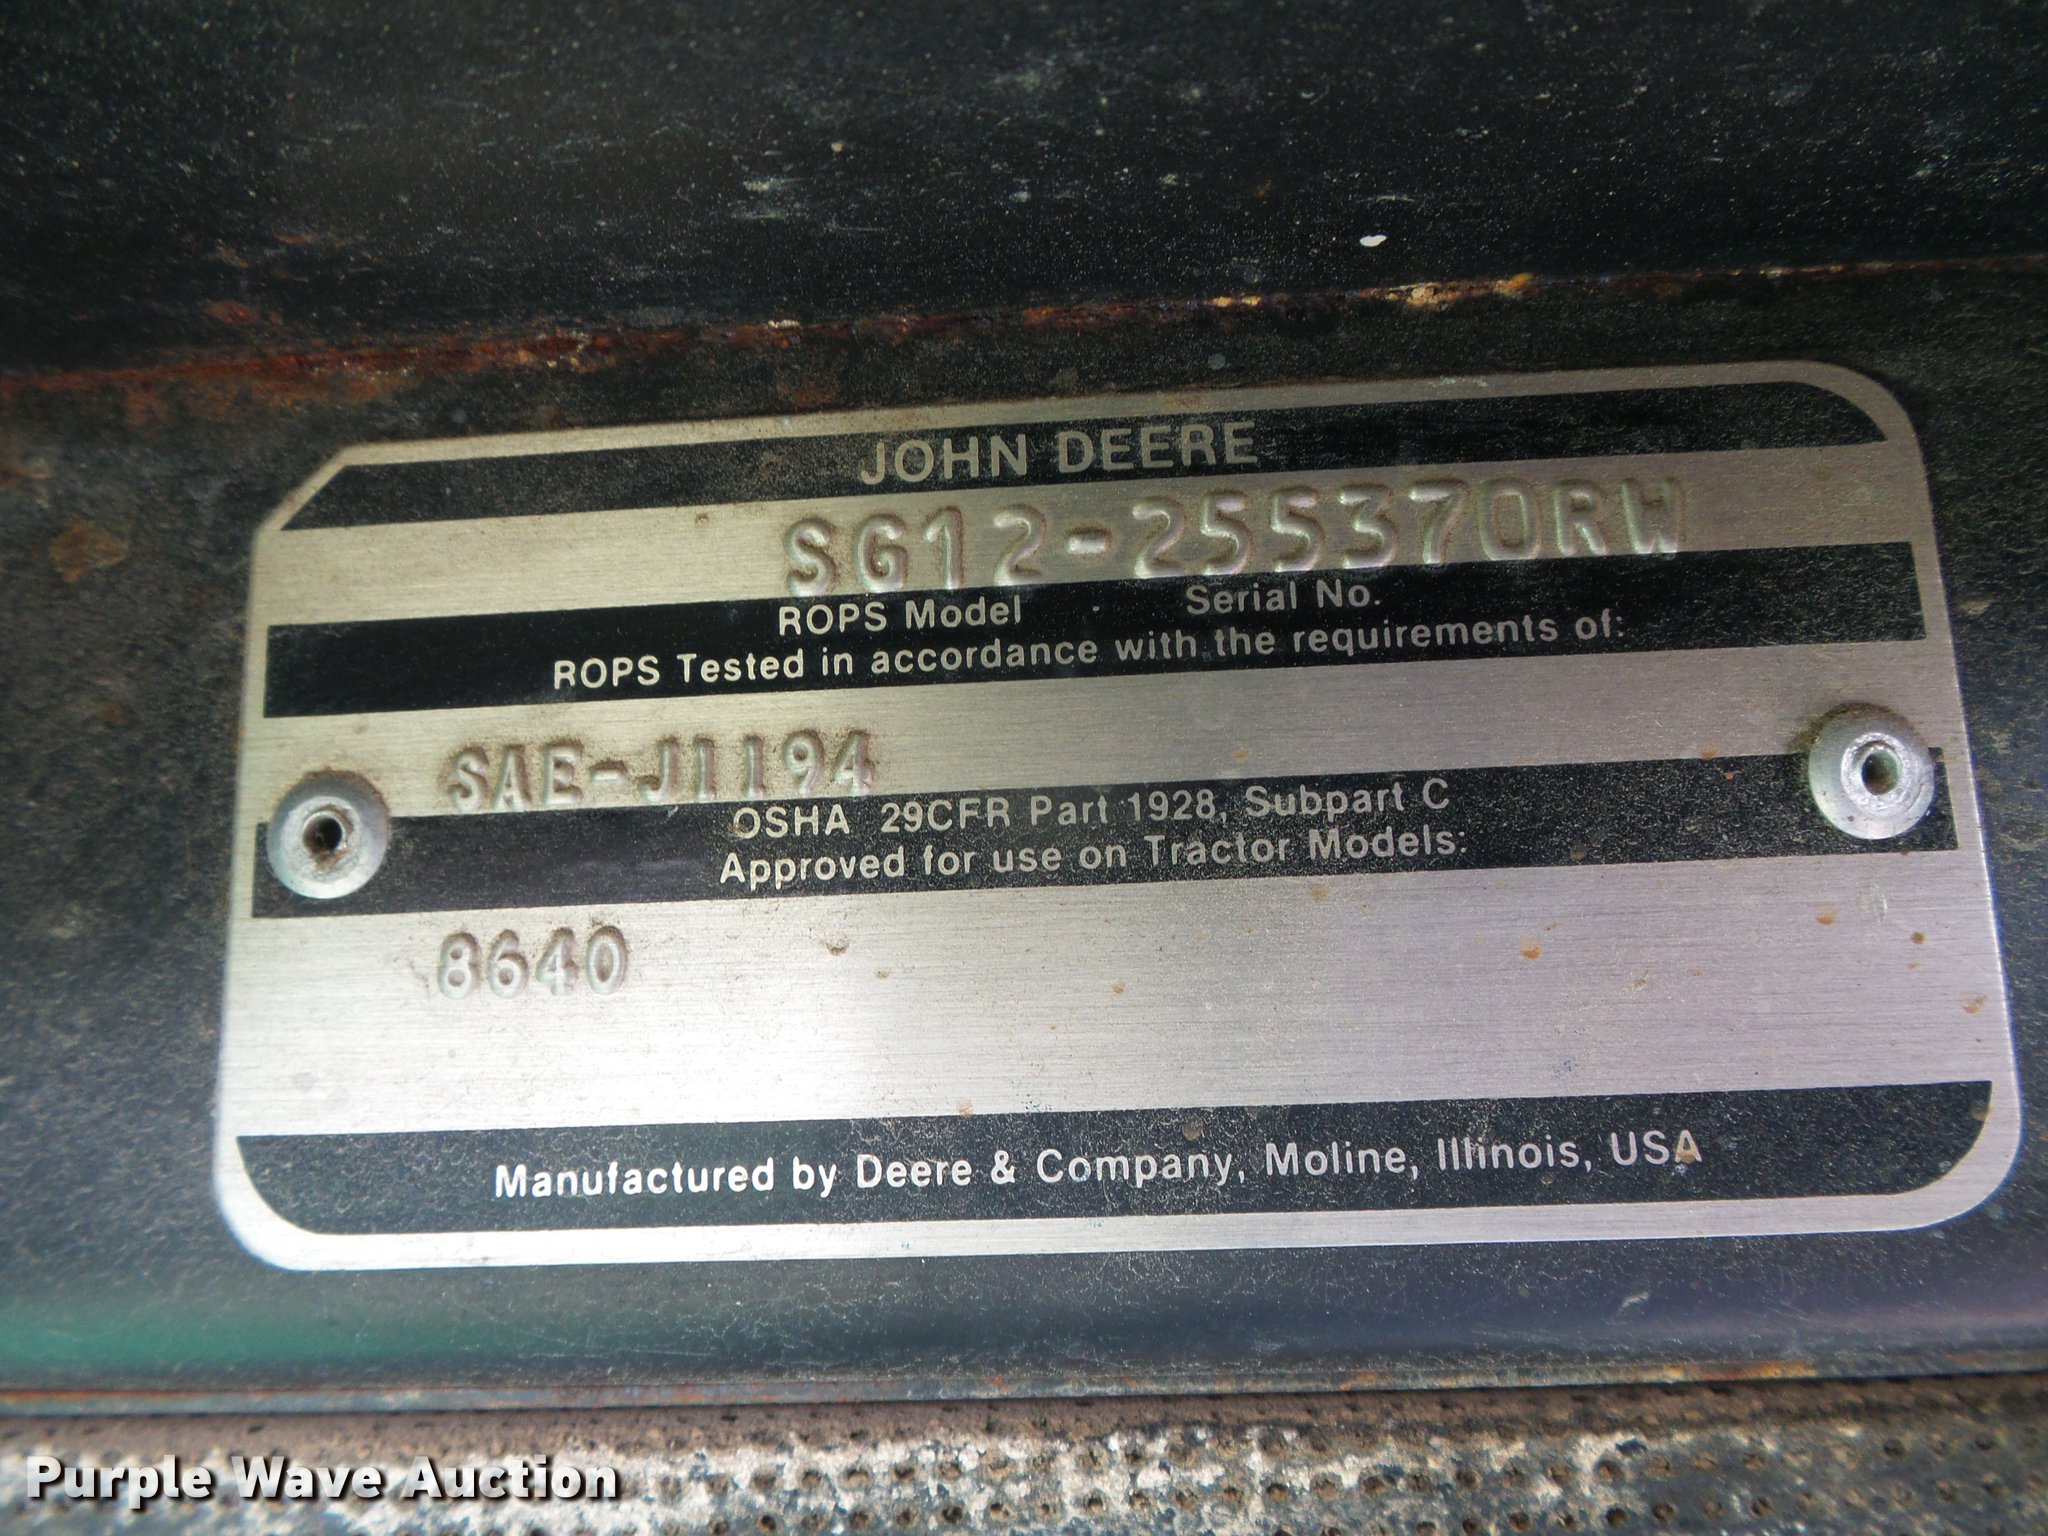 JOHN DEERE
SG12-255370RW
ROPS Model Serial No.
ROPS Tested in accordance with the requirements of:
SAE-J1194
OSHA 29CFR Part 1928, Subpart C
Approved for use on Tractor Models:
8640
Manufactured by Deere & Company, Moline, Illinois, USA
Purple Wave Auction